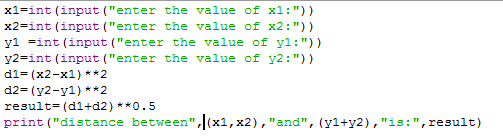 x1=int(input("enter the value of x1:"))
x2=int(input("enter the value of x2:"))
y1 =int(input("enter the value of y1:"))
y2=int(input("enter the value of y2:"))
d1=(x2-x1)**2
d2=(y2-y1)**2
result=(d1+d2)**0.5
print("distance between",(x1,x2),"and",(y1+y2),"is:",result)